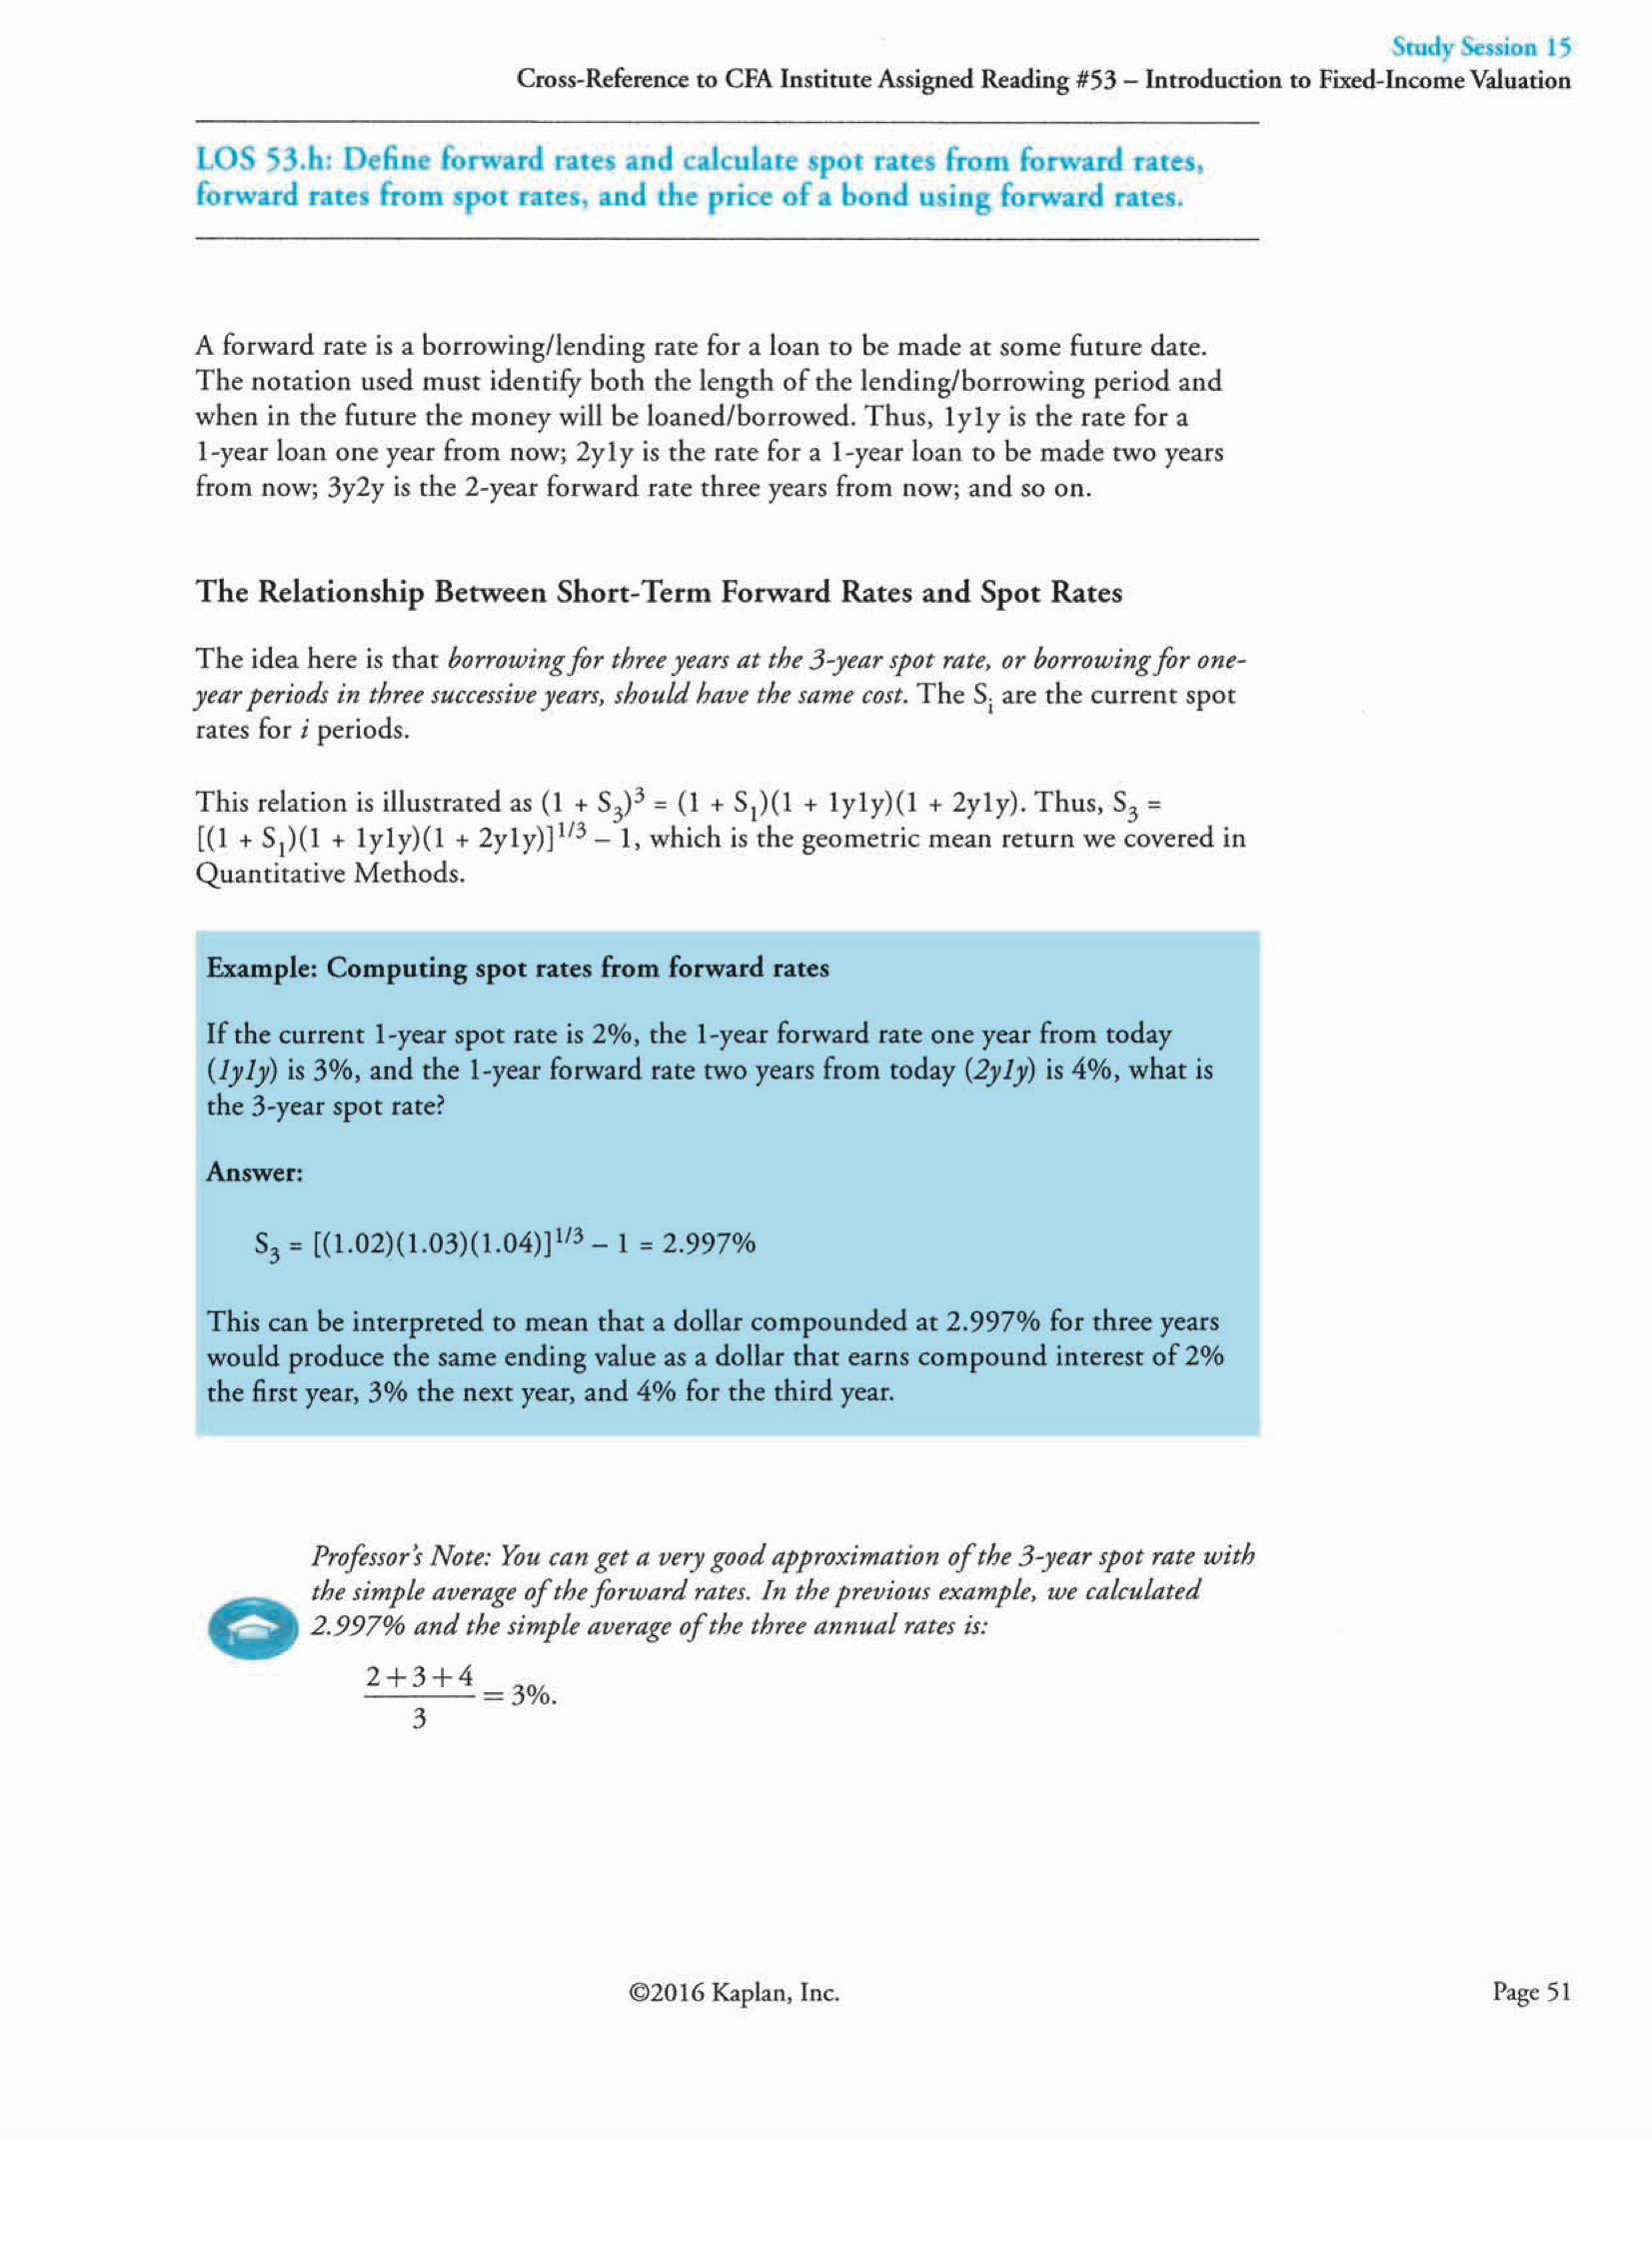 Study Session 15
Cross-Reference to CFA Institute Assigned Reading #53 – Introduction to Fixed-Income Valuation
LOS 53.h: Define forward rates and calculate spot rates from forward rates,
forward rates from spot rates, and the price of a bond using forward rates.
A forward rate is a borrowing/lending rate for a loan to be made at some future date.
The notation used must identify both the length of the lending/borrowing period and
when in the future the money will be loaned/borrowed. Thus, 1y1y is the rate for a
1-year loan one year from now; 2y1y is the rate for a 1-year loan to be made two years
from now; 3y2y is the 2-year forward rate three years from now; and so on.
The Relationship Between Short-Term Forward Rates and Spot Rates
The idea here is that borrowing for three years at the 3-year spot rate, or borrowing for one-
year periods in three successive years, should have the same cost. The Sᵢ are the current spot
rates for i periods.
This relation is illustrated as (1 + S₃)³ = (1 + S₁)(1 + 1y1y)(1 + 2y1y). Thus, S₃ =
[(1 + S₁)(1 + 1y1y)(1 + 2y1y)]¹/³ – 1, which is the geometric mean return we covered in
Quantitative Methods.
Example: Computing spot rates from forward rates
If the current 1-year spot rate is 2%, the 1-year forward rate one year from today
(1y1y) is 3%, and the 1-year forward rate two years from today (2y1y) is 4%, what is
the 3-year spot rate?
Answer:
S₃ = [(1.02)(1.03)(1.04)]¹/³ – 1 = 2.997%
This can be interpreted to mean that a dollar compounded at 2.997% for three years
would produce the same ending value as a dollar that earns compound interest of 2%
the first year, 3% the next year, and 4% for the third year.
Professor's Note: You can get a very good approximation of the 3-year spot rate with
the simple average of the forward rates. In the previous example, we calculated
2.997% and the simple average of the three annual rates is:
2+3+4
= 3%.
3
©2016 Kaplan, Inc.
Page 51